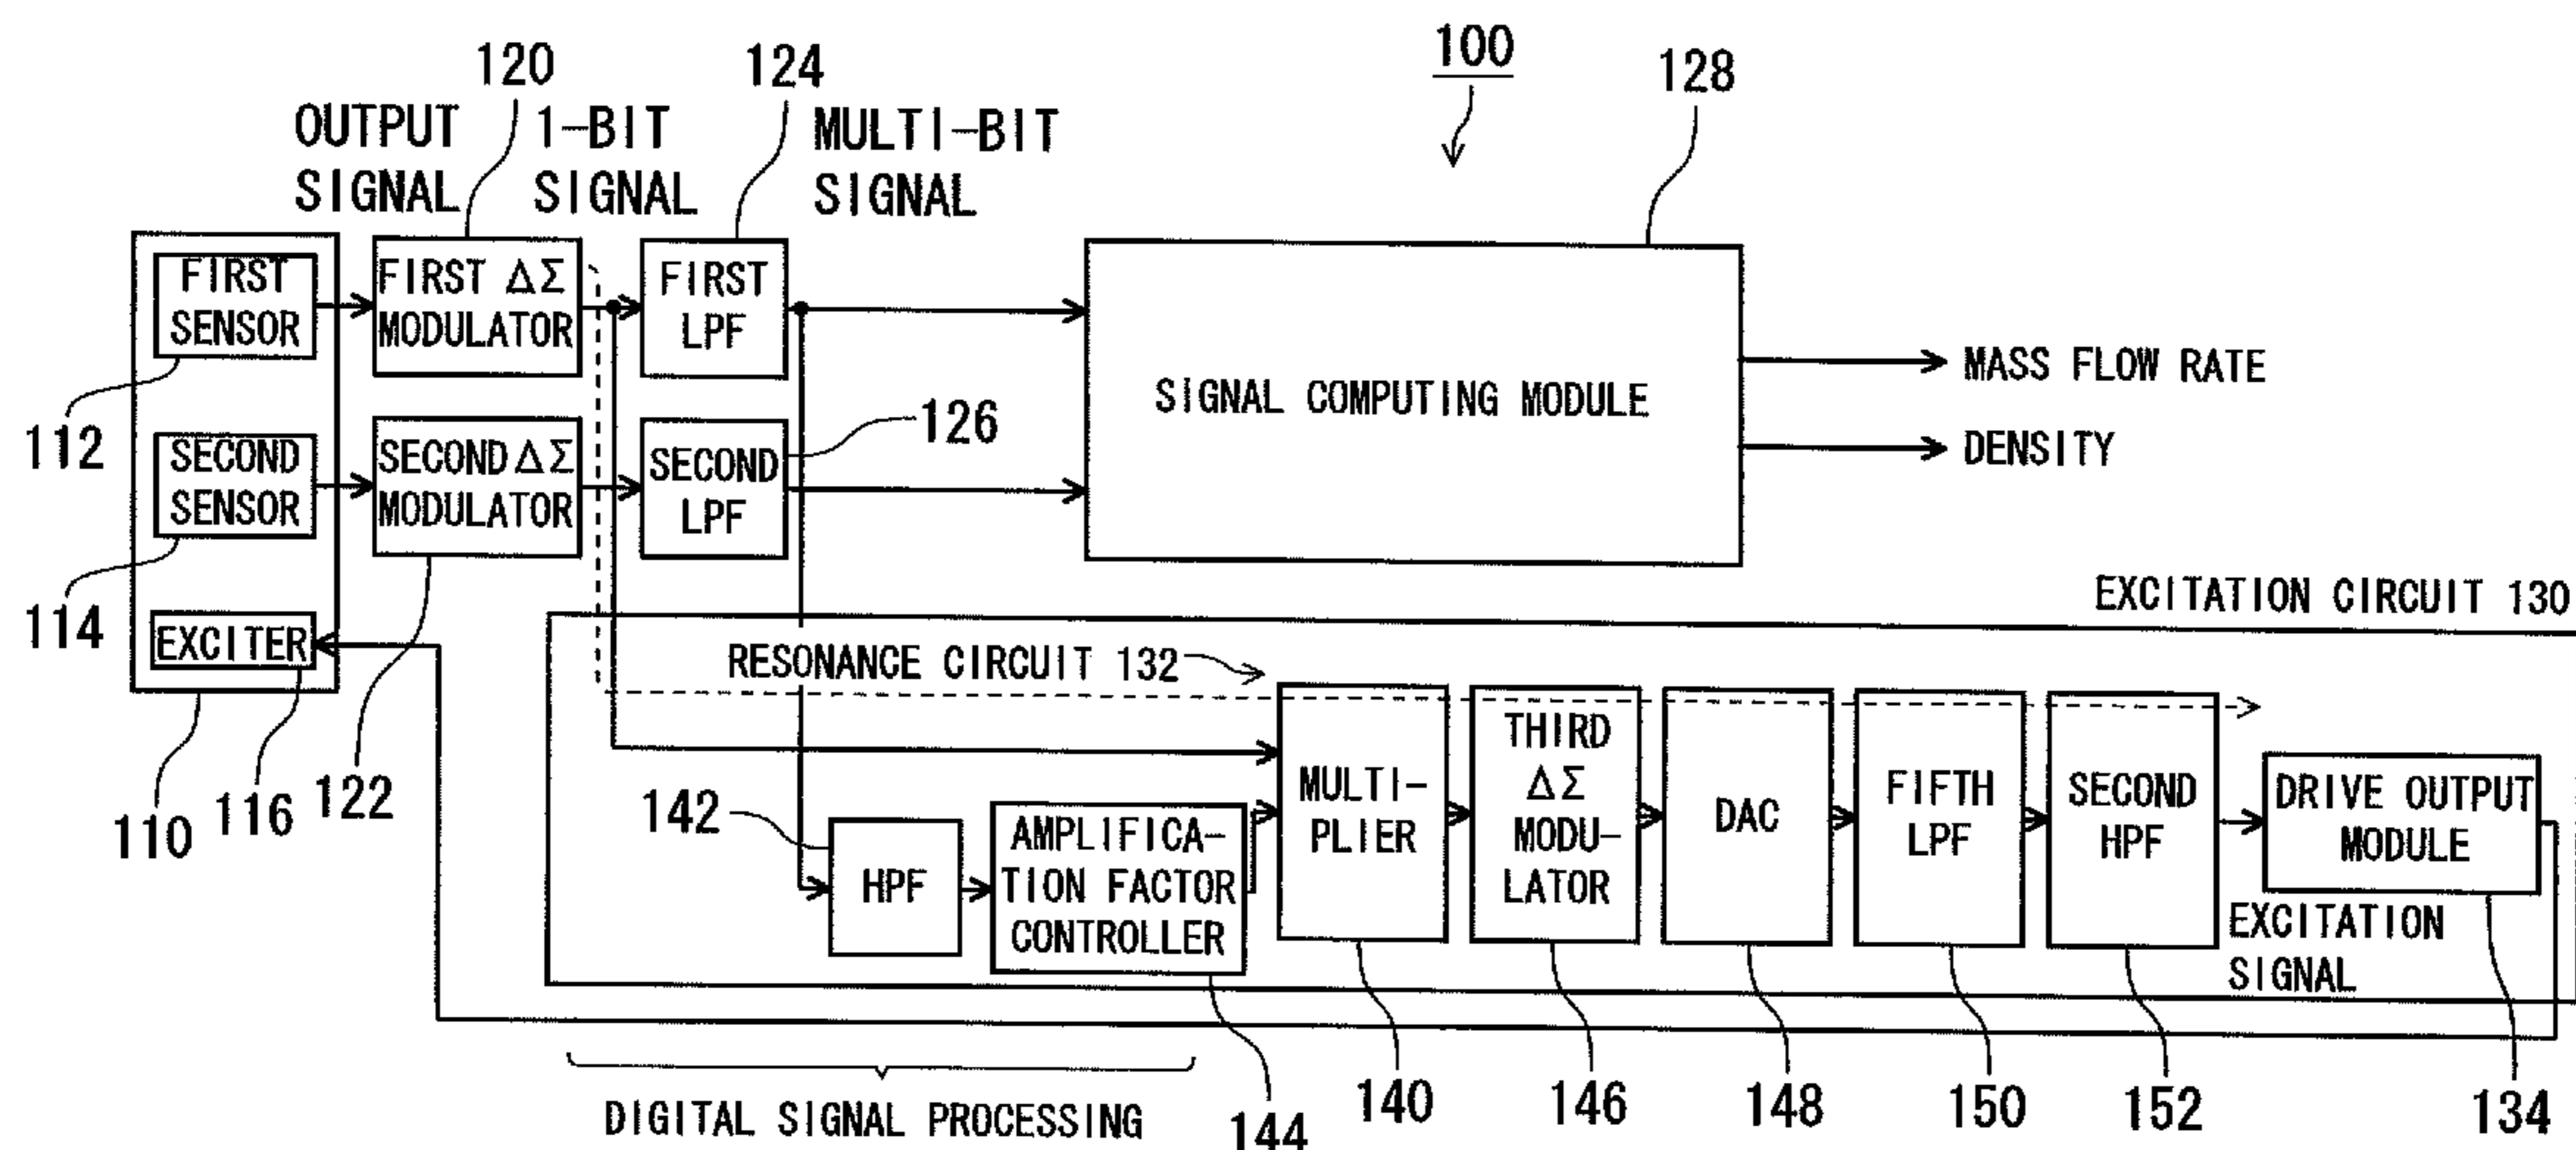 100
120
124
128
OUTPUT
SIGNAL
1-BIT
SIGNAL
MULTI-BIT
SIGNAL
FIRST
SENSOR
FIRST ΔΣ
MODULATOR
FIRST
LPF
SIGNAL COMPUTING MODULE
MASS FLOW RATE
DENSITY
112
SECOND
SENSOR
SECOND ΔΣ
MODULATOR
SECOND
LPF
126
114
EXCITER
EXCITATION CIRCUIT 130
RESONANCE CIRCUIT 132
110
116
122
142
HPF
AMPLIFICA-
TION FACTOR
CONTROLLER
MULTI-
PLIER
THIRD
ΔΣ
MODU-
LATOR
DAC
FIFTH
LPF
SECOND
HPF
DRIVE OUTPUT
MODULE
EXCITATION
SIGNAL
DIGITAL SIGNAL PROCESSING
144
140
146
148
150
152
134